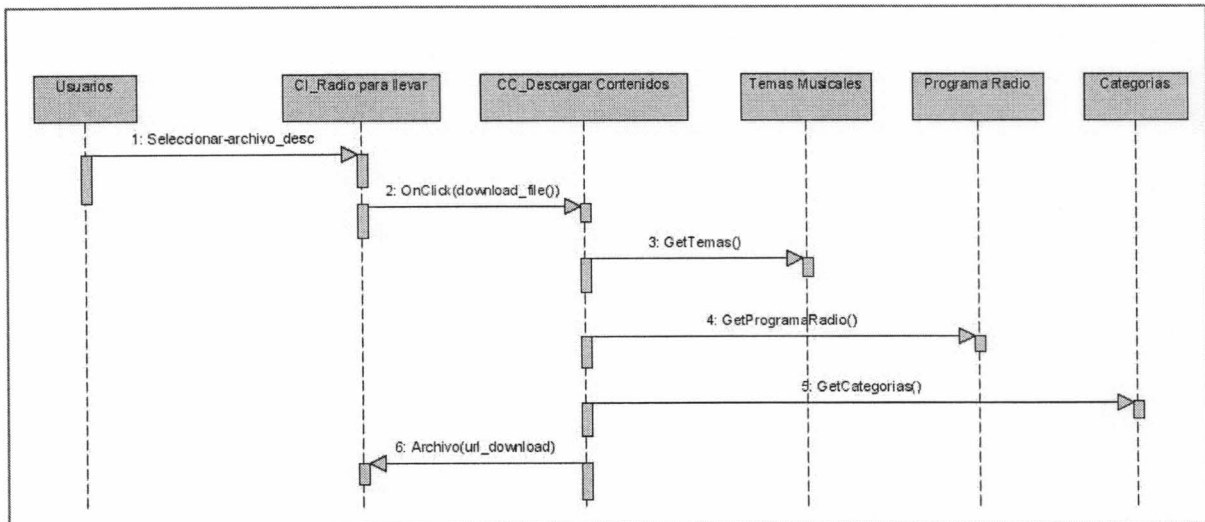 Usuarios
CI_Radio para llevar
CC_Descargar Contenidos
Temas Musicales
Programa Radio
Categorias
1: Seleccionar-archivo_desc
2: OnClick(download_file())
3: GetTemas()
4: GetProgramaRadio()
5: GetCategorias()
6: Archivo(url_download)